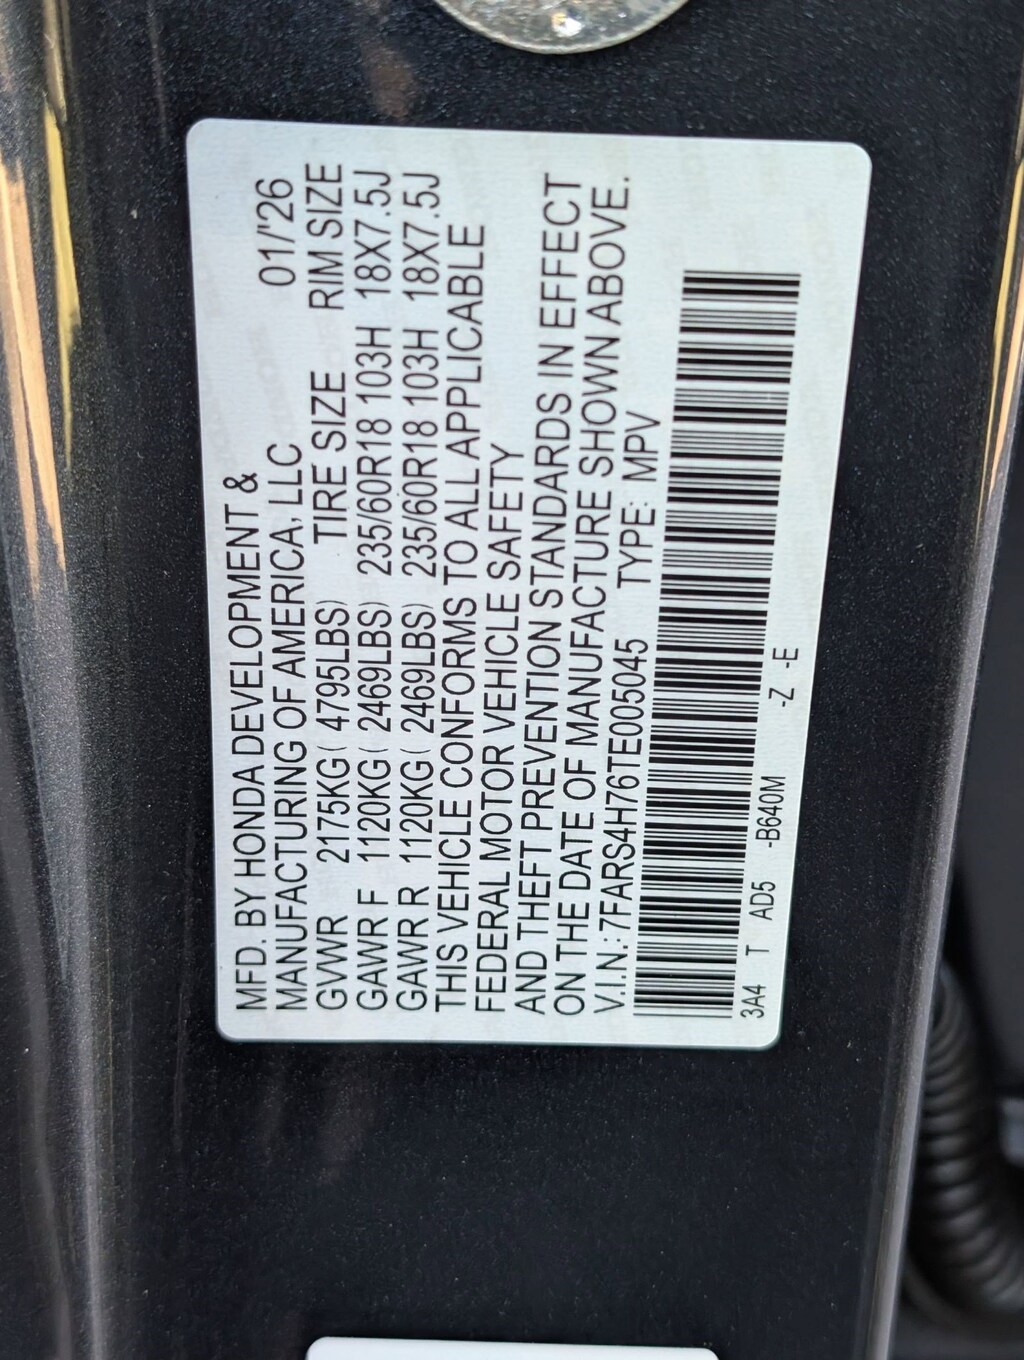 MFD. BY HONDA DEVELOPMENT &
MANUFACTURING OF AMERICA, LLC 01/'26
GVWR 2175KG ( 4795LBS) TIRE SIZE RIM SIZE
GAWR F 1120KG ( 2469LBS) 235/60R18 103H 18X7.5J
GAWR R 1120KG ( 2469LBS) 235/60R18 103H 18X7.5J
THIS VEHICLE CONFORMS TO ALL APPLICABLE
FEDERAL MOTOR VEHICLE SAFETY
AND THEFT PREVENTION STANDARDS IN EFFECT
ON THE DATE OF MANUFACTURE SHOWN ABOVE.
V.I.N.: 7FARS4H76TE005045 TYPE: MPV
3A4 T AD5 -B640M -Z -E